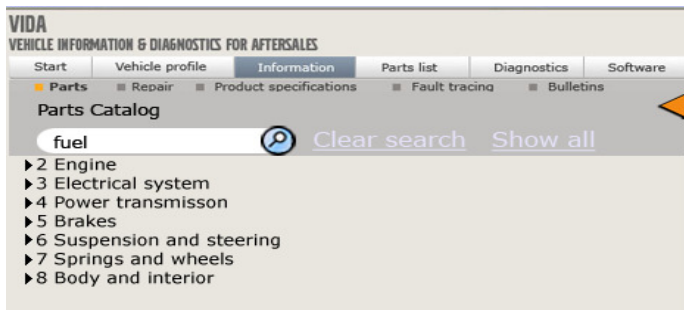 VIDA
VEHICLE INFORMATION & DIAGNOSTICS FOR AFTERSALES
Start Vehicle profile Information Parts list Diagnostics Software
Parts Repair Product specifications Fault tracing Bulletins
Parts Catalog
fuel Clear search Show all
2 Engine
3 Electrical system
4 Power transmisson
5 Brakes
6 Suspension and steering
7 Springs and wheels
8 Body and interior